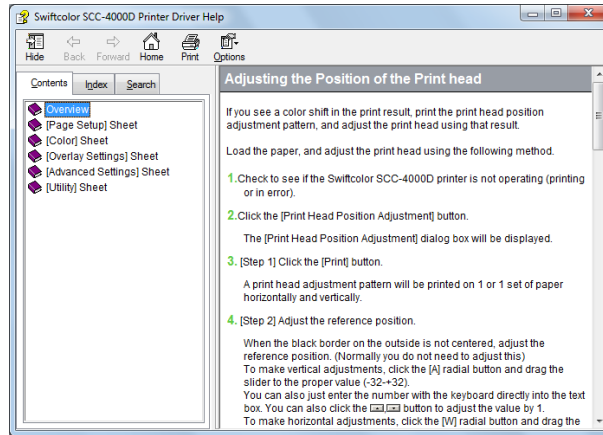 Swiftcolor SCC-4000D Printer Driver Help
Hide Back Forward Home Print Options
Contents Index Search
Overview
[Page Setup] Sheet
[Color] Sheet
[Overlay Settings] Sheet
[Advanced Settings] Sheet
[Utility] Sheet
Adjusting the Position of the Print head
If you see a color shift in the print result, print the print head position
adjustment pattern, and adjust the print head using that result.
Load the paper, and adjust the print head using the following method.
1.Check to see if the Swiftcolor SCC-4000D printer is not operating (printing
or in error).
2.Click the [Print Head Position Adjustment] button.
The [Print Head Position Adjustment] dialog box will be displayed.
3. [Step 1] Click the [Print] button.
A print head adjustment pattern will be printed on 1 or 1 set of paper
horizontally and vertically.
4. [Step 2] Adjust the reference position.
When the black border on the outside is not centered, adjust the
reference position. (Normally you do not need to adjust this)
To make vertical adjustments, click the [A] radial button and drag the
slider to the proper value (-32-+32).
You can also just enter the number with the keyboard directly into the text
box. You can also click the button to adjust the value by 1.
To make horizontal adjustments, click the [W] radial button and drag the